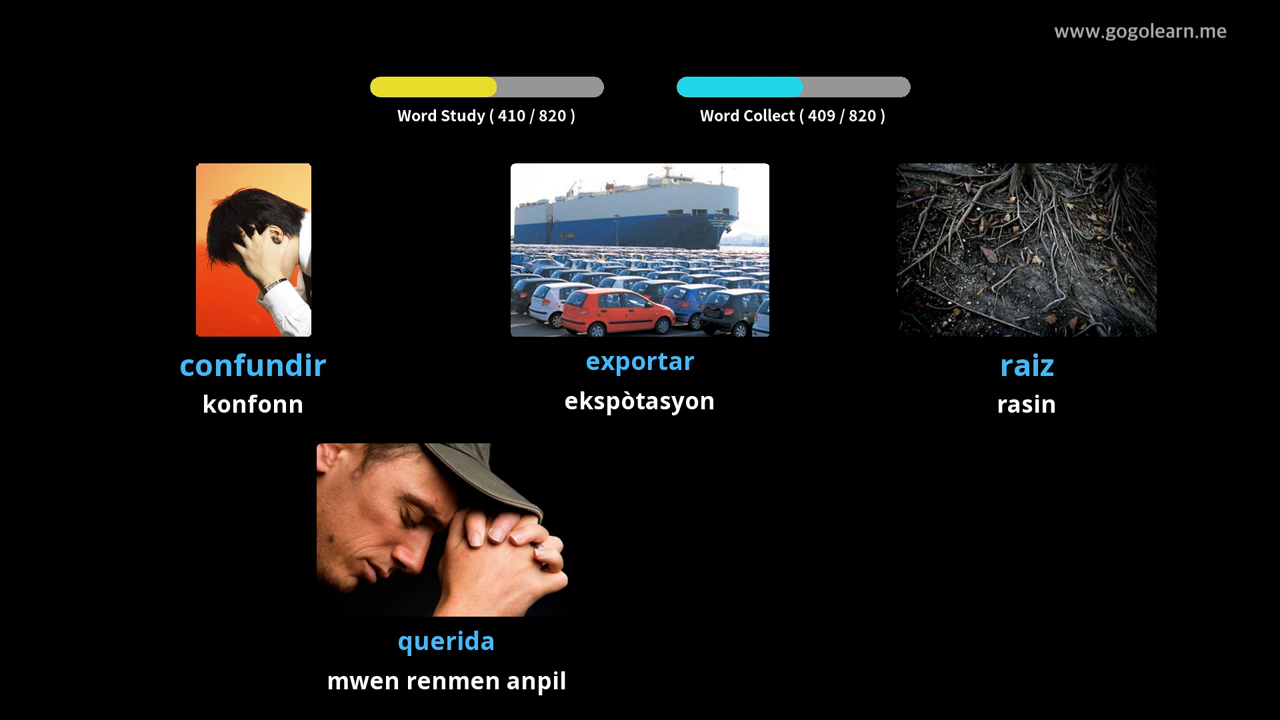 www.gogolearn.me
Word Study ( 410 / 820 )
Word Collect ( 409 / 820 )
confundir
konfonn
exportar
ekspòtasyon
raiz
rasin
querida
mwen renmen anpil